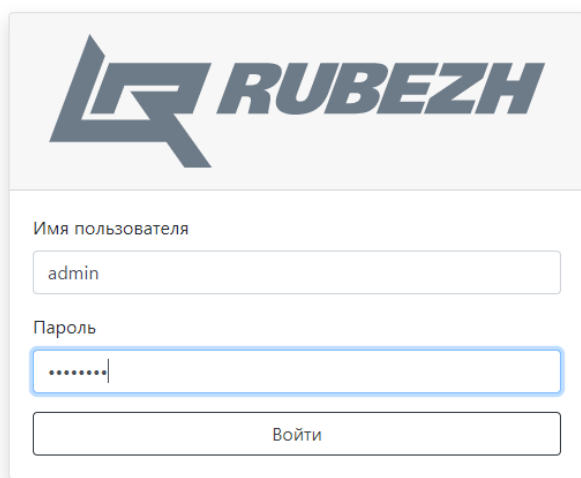 RUBEZH
Имя пользователя
admin
Пароль
••••••••
Войти